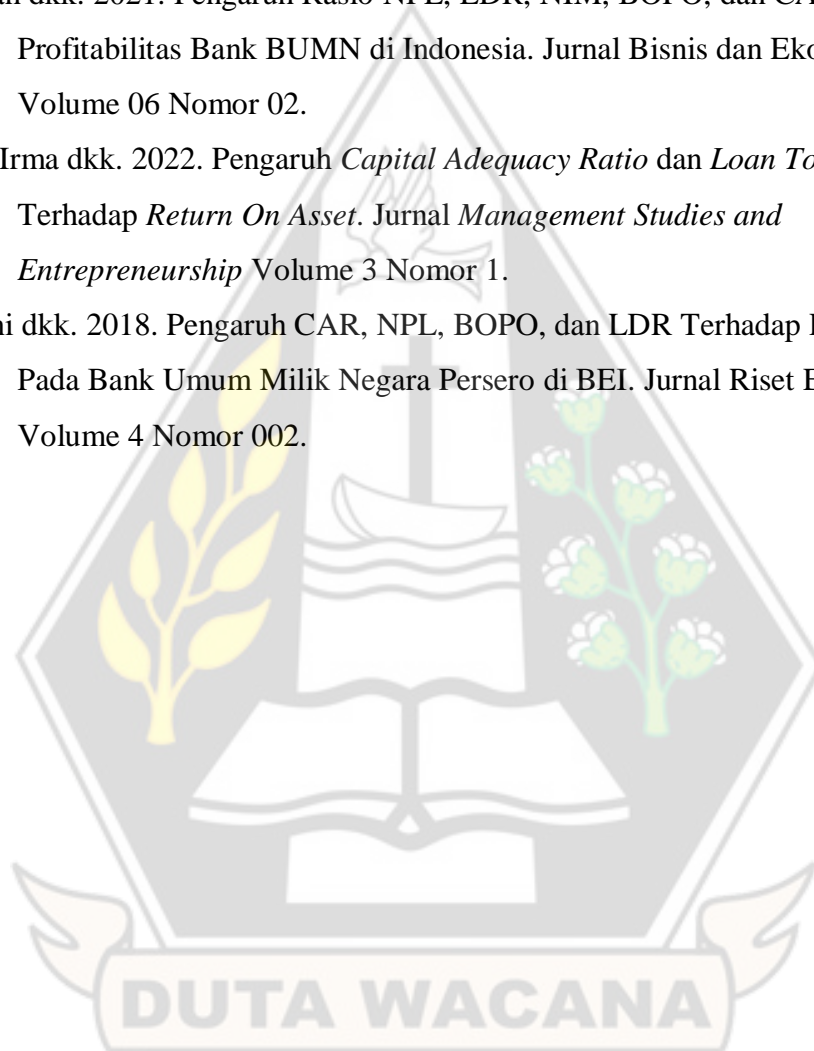 dkk. 2021. Pengaruh Rasio NPL, LDR, NIM, BOPO, dan
Profitabilitas Bank BUMN di Indonesia. Jurnal Bisnis dan
Volume 06 Nomor 02.
Irma dkk. 2022. Pengaruh Capital Adequacy Ratio dan Loan To
Terhadap Return On Asset. Jurnal Management Studies and
Entrepreneurship Volume 3 Nomor 1.
dkk. 2018. Pengaruh CAR, NPL, BOPO, dan LDR Terhadap
Pada Bank Umum Milik Negara Persero di BEI. Jurnal Riset
Volume 4 Nomor 002.
DUTA WACANA